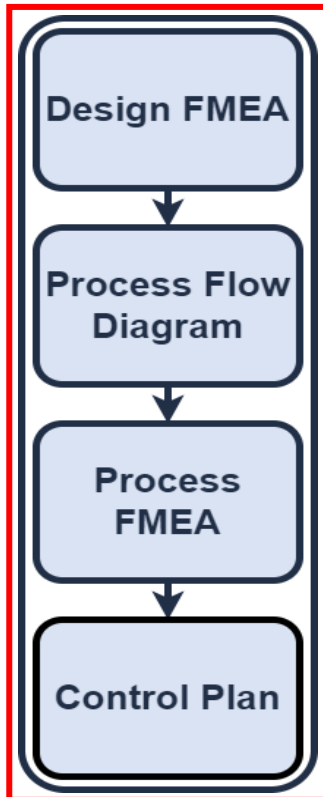 Design FMEA
Process Flow
Diagram
Process
FMEA
Control Plan